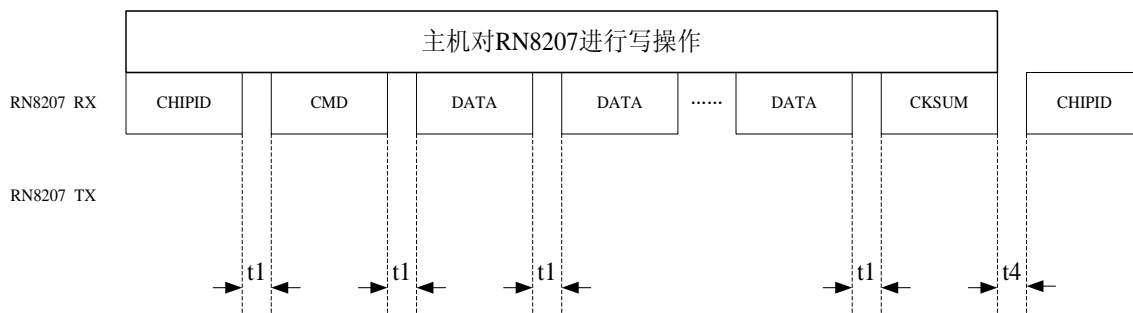 主机对RN8207进行写操作
RN8207 RX CHIPID CMD DATA DATA ······ DATA CKSUM CHIPID
RN8207 TX
t1 t1 t1 t1 t4